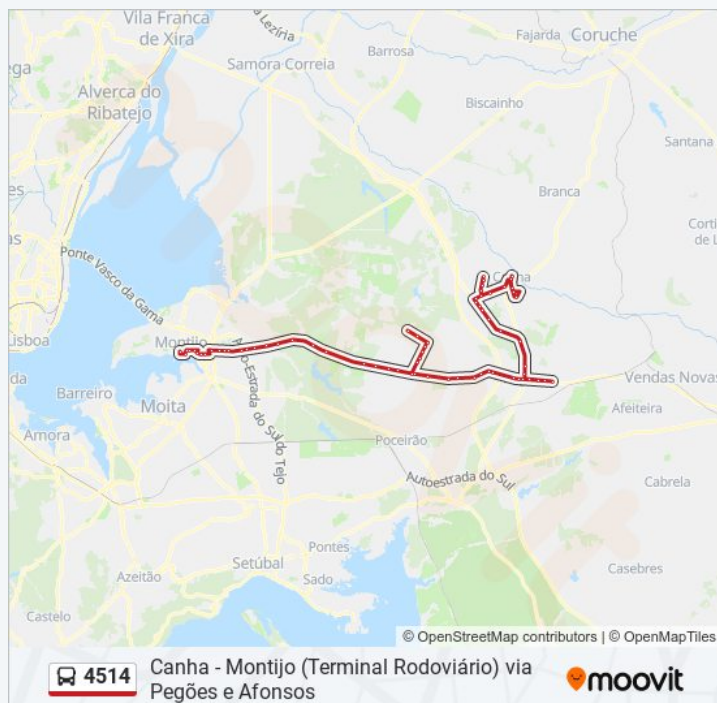 Vila Franca
de Xira
Lezíria
Fajarda
Coruche
Barrosa
Samora Correia
Alverca do
Ribatejo
Biscainho
Santana
Branca
Ponte Vasco da Gama
Canha
Lisboa
Montijo
Auto-Estrada do Sul do Tejo
Vendas Novas
Barreiro
Moita
Afeiteira
Amora
Poceirão
Autoestrada do Sul
Cabrela
Pontes
Setúbal
Sado
Casebres
Azeitão
Castelo
© OpenStreetMap contributors | © OpenMapTiles
4514
Canha - Montijo (Terminal Rodoviário) via
Pegões e Afonsos
moovit